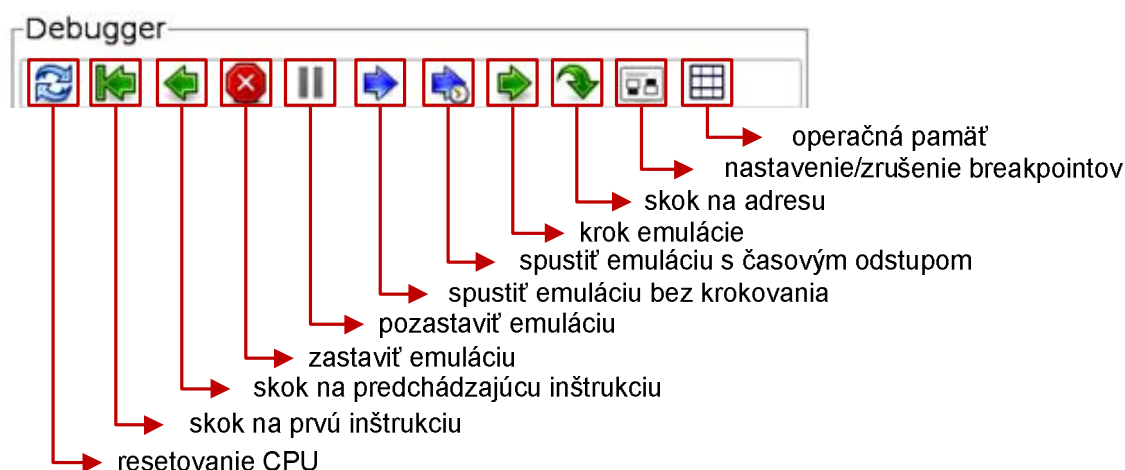 Debugger
operačná pamäť
nastavenie/zrušenie breakpointov
skok na adresu
krok emulácie
spustiť emuláciu s časovým odstupom
spustiť emuláciu bez krokovania
pozastaviť emuláciu
zastaviť emuláciu
skok na predchádzajúcu inštrukciu
skok na prvú inštrukciu
resetovanie CPU